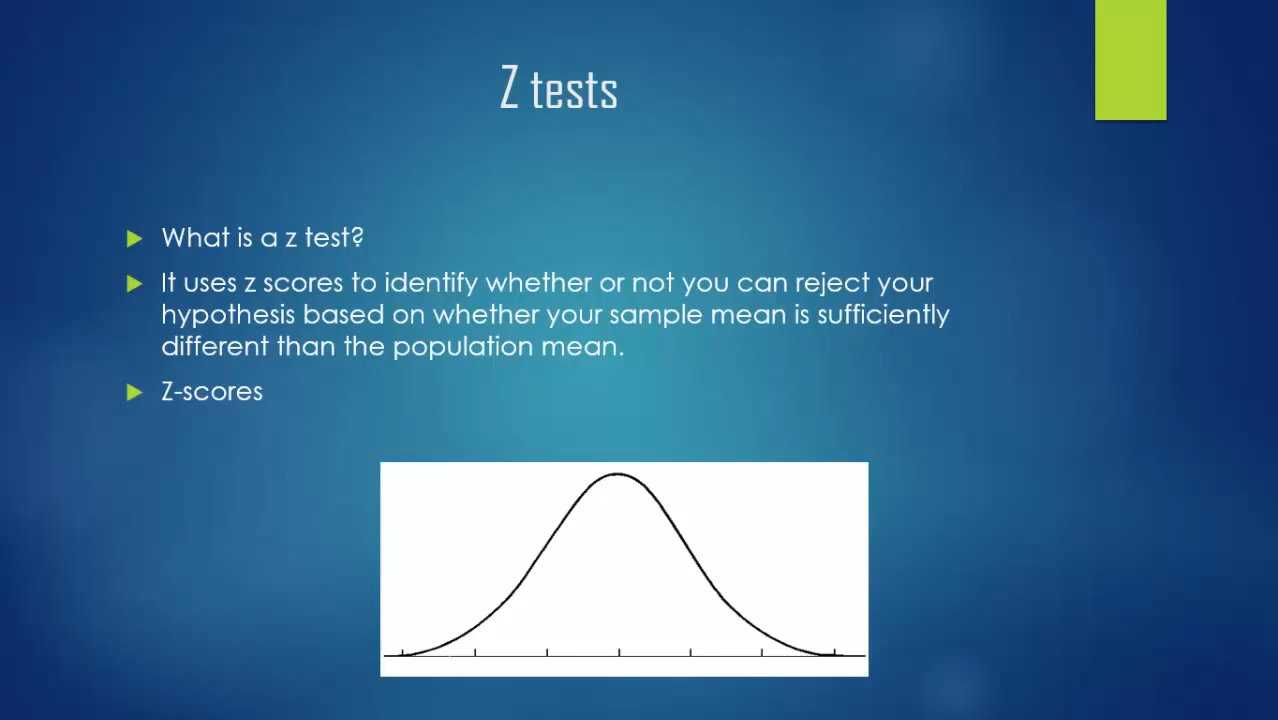 Z tests
What is a z test?
It uses z scores to identify whether or not you can reject your
hypothesis based on whether your sample mean is sufficiently
different than the population mean.
Z-scores